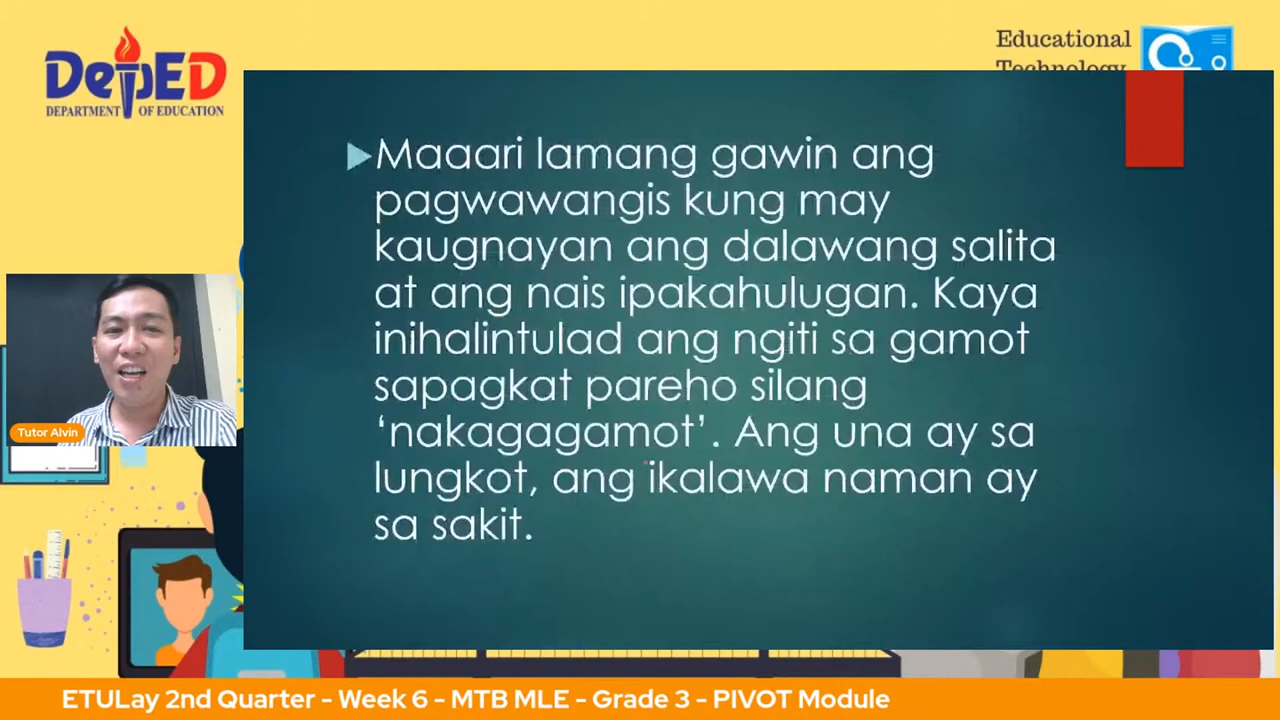 DepED
DEPARTMENT OF EDUCATION
Educational
Technology
Maaari lamang gawin ang
pagwawangis kung may
kaugnayan ang dalawang salita
at ang nais ipakahulugan. Kaya
inihalintulad ang ngiti sa gamot
sapagkat pareho silang
‘nakagagamot’. Ang una ay sa
lungkot, ang ikalawa naman ay
sa sakit.
Tutor Alvin
ETULay 2nd Quarter - Week 6 - MTB MLE - Grade 3 - PIVOT Module